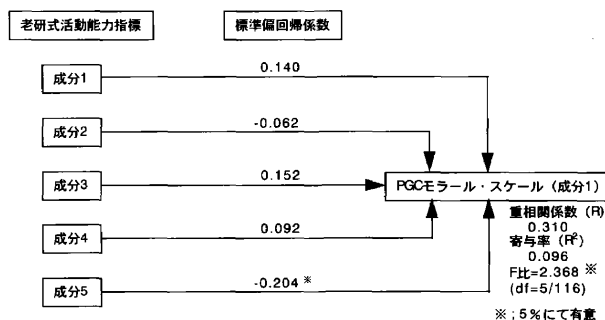 老研式活動能力指標
標準偏回帰係数
成分1
0.140
成分2
-0.062
成分3
0.152
PGCモラール・スケール（成分1）
成分4
0.092
成分5
-0.204 ※
重相関係数（R）
0.310
寄与率（R²）
0.096
F比=2.368 ※
(df=5/116)
※；5％にて有意